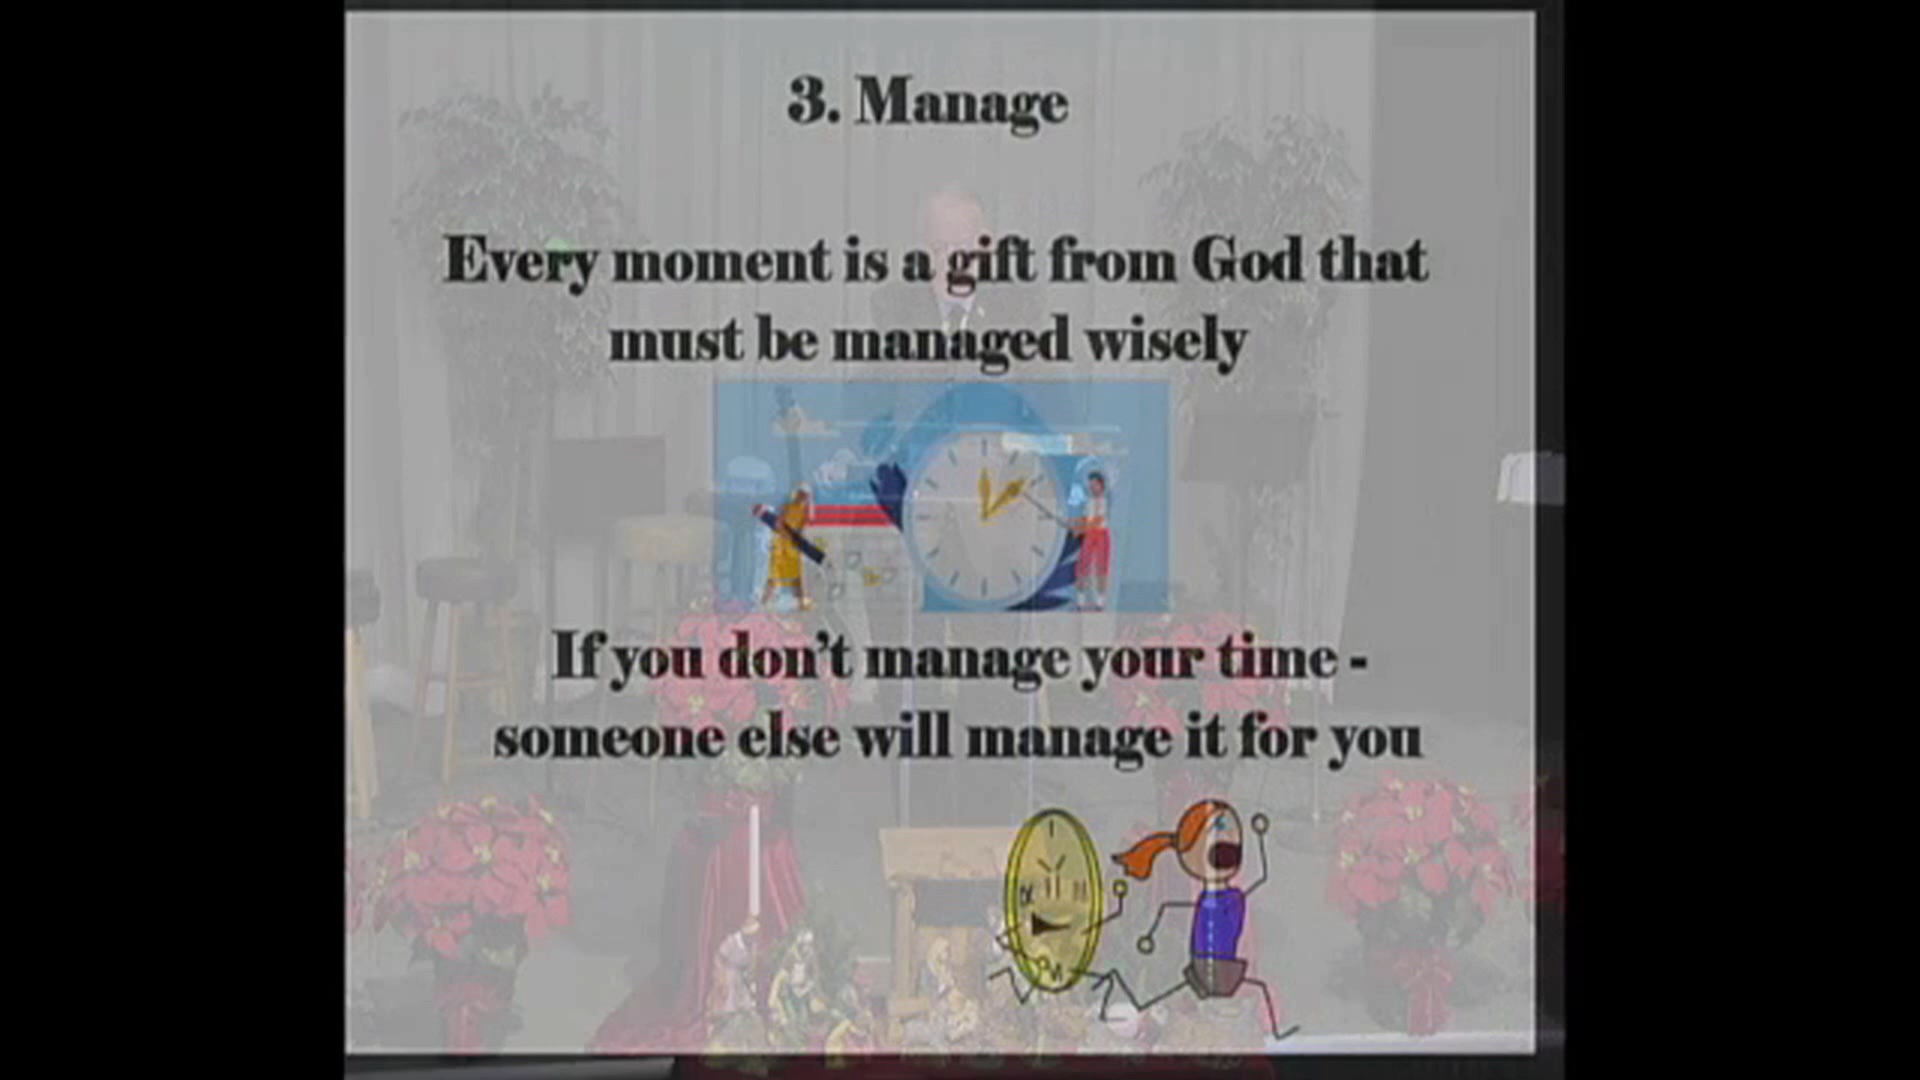 3. Manage
Every moment is a gift from God that
must be managed wisely
If you don't manage your time -
someone else will manage it for you